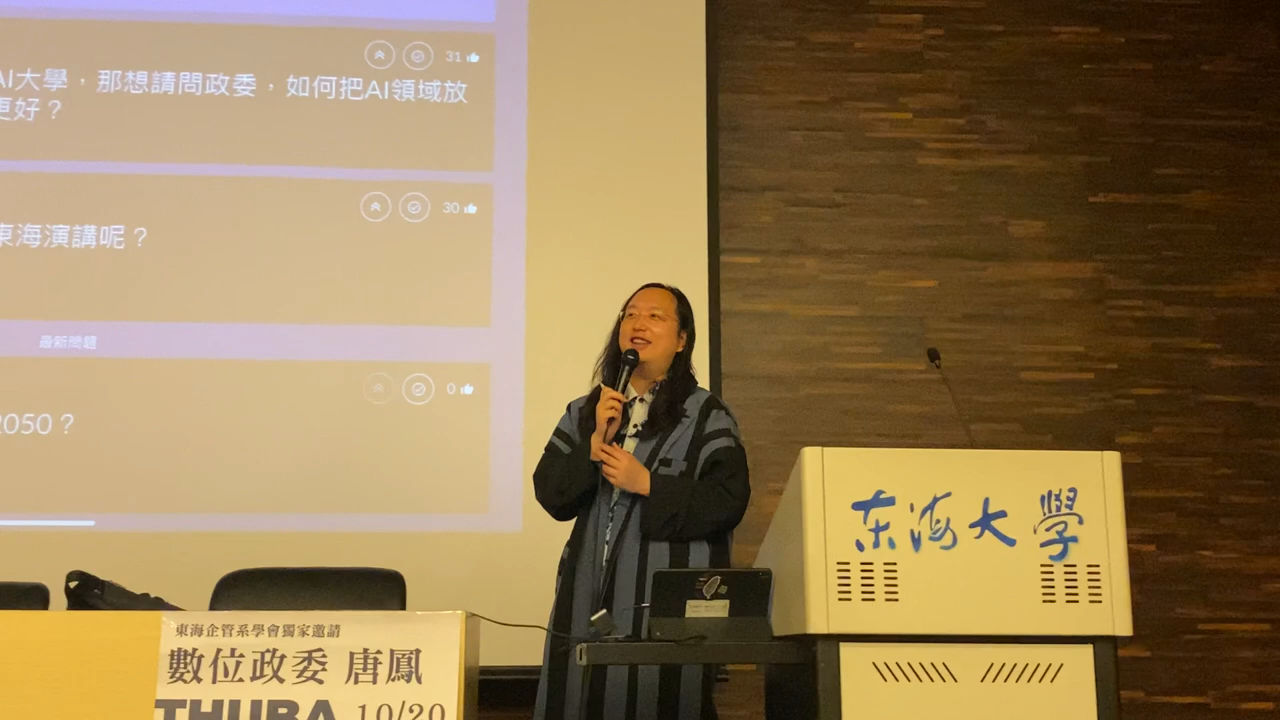 31
AI大學，那想請問政委，如何把AI領域放
更好？
30
東海演講呢？
最新問題
0
2050？
东海大學
東海企管系學會獨家邀請
數位政委 唐鳳
THUBA 10/20